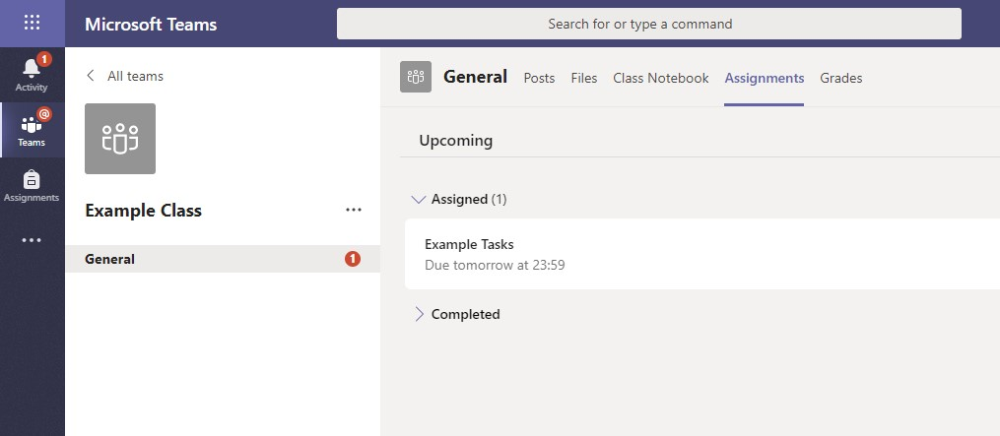 Microsoft Teams
Search for or type a command
1
Activity
@
Teams
Assignments
All teams
Example Class
General
1
General Posts Files Class Notebook Assignments Grades
Upcoming
Assigned (1)
Example Tasks
Due tomorrow at 23:59
Completed